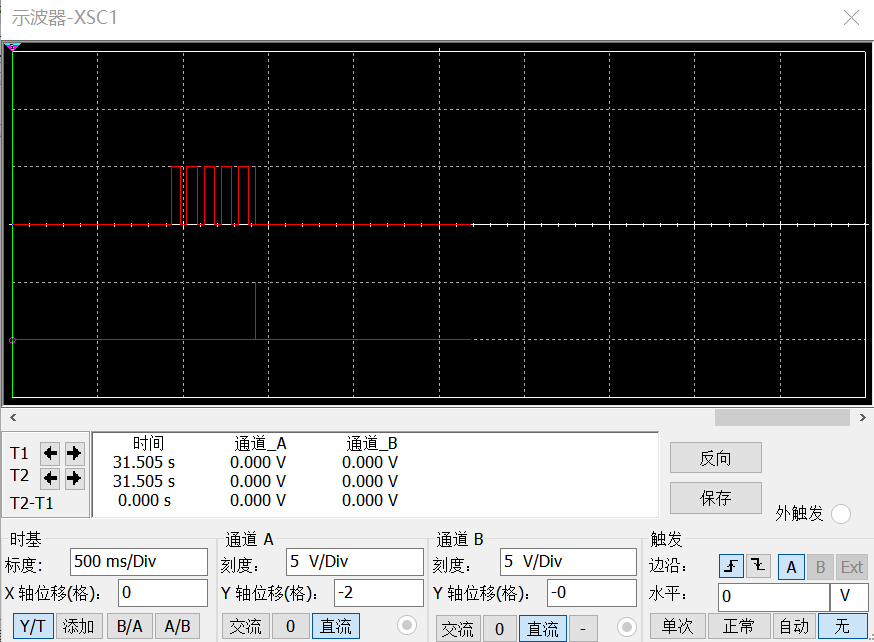 示波器-XSC1
时间 通道_A 通道_B
T1 31.505 s 0.000 V 0.000 V
T2 31.505 s 0.000 V 0.000 V
T2-T1 0.000 s 0.000 V 0.000 V
反向
保存
外触发
时基 通道 A 通道 B 触发
标度： 500 ms/Div 刻度： 5 V/Div 刻度： 5 V/Div 边沿： A B Ext
X 轴位移(格)： 0 Y 轴位移(格)： -2 Y 轴位移(格)： -0 水平： 0 V
Y/T 添加 B/A A/B 交流 0 直流 交流 0 直流 - 单次 正常 自动 无